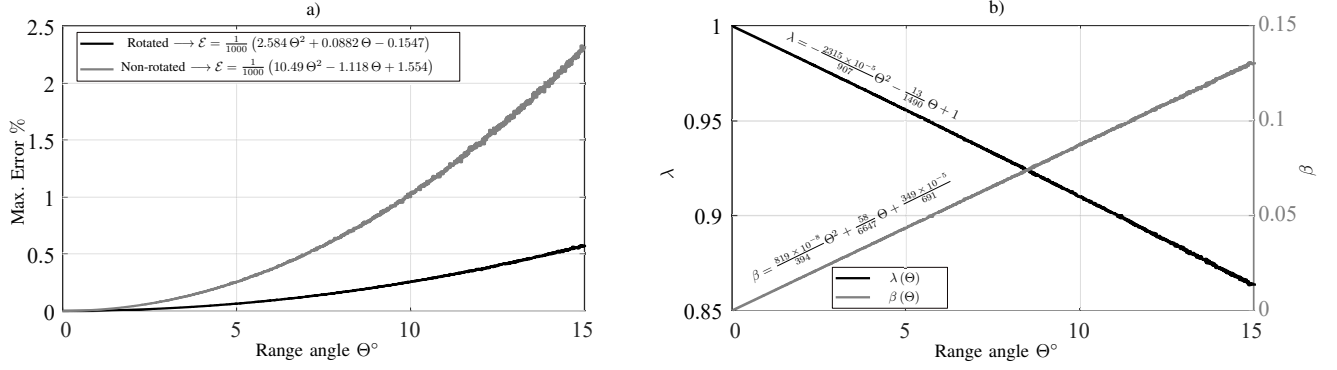 a)
2.5
2
1.5
1
0.5
0
Max. Error %
Rotated ⟶ ℰ = 1/1000 (2.584 Θ² + 0.0882 Θ − 0.1547)
Non-rotated ⟶ ℰ = 1/1000 (10.49 Θ² − 1.118 Θ + 1.554)
0 5 10 15
Range angle Θ°
b)
1
0.95
0.9
0.85
λ
λ = − 2315 × 10⁻⁵/907 Θ² − 13/1490 Θ + 1
β = 819 × 10⁻⁸/394 Θ² + 58/6647 Θ + 349 × 10⁻⁵/691
λ (Θ)
β (Θ)
0.15
0.1
0.05
0
β
0 5 10 15
Range angle Θ°